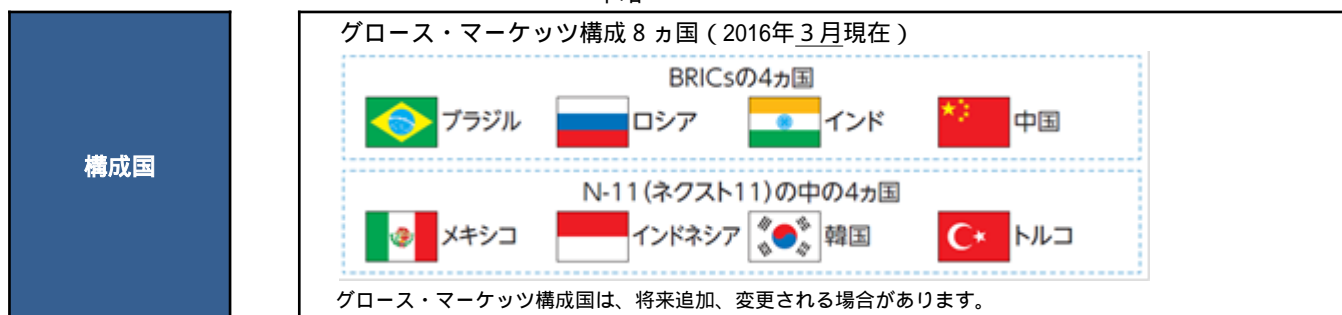 グロース・マーケッツ構成8ヵ国(2016年3月現在)
BRICsの4ヵ国
ブラジル ロシア インド 中国
構成国
N-11(ネクスト11)の中の4ヵ国
メキシコ インドネシア 韓国 トルコ
グロース・マーケッツ構成国は、将来追加、変更される場合があります。